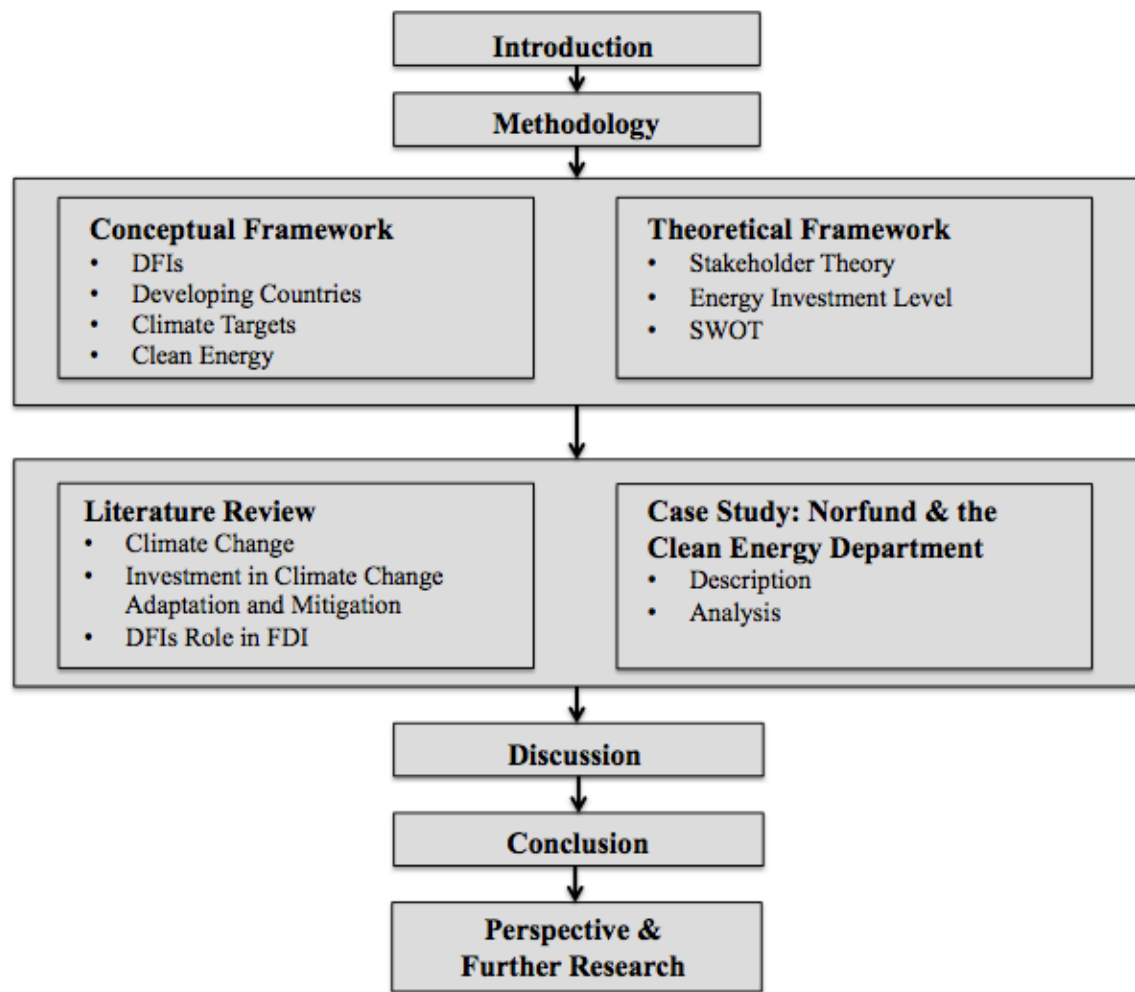 Introduction
Methodology
Conceptual Framework
• DFIs
• Developing Countries
• Climate Targets
• Clean Energy
Theoretical Framework
• Stakeholder Theory
• Energy Investment Level
• SWOT
Literature Review
• Climate Change
• Investment in Climate Change
Adaptation and Mitigation
• DFIs Role in FDI
Case Study: Norfund & the
Clean Energy Department
• Description
• Analysis
Discussion
Conclusion
Perspective &
Further Research